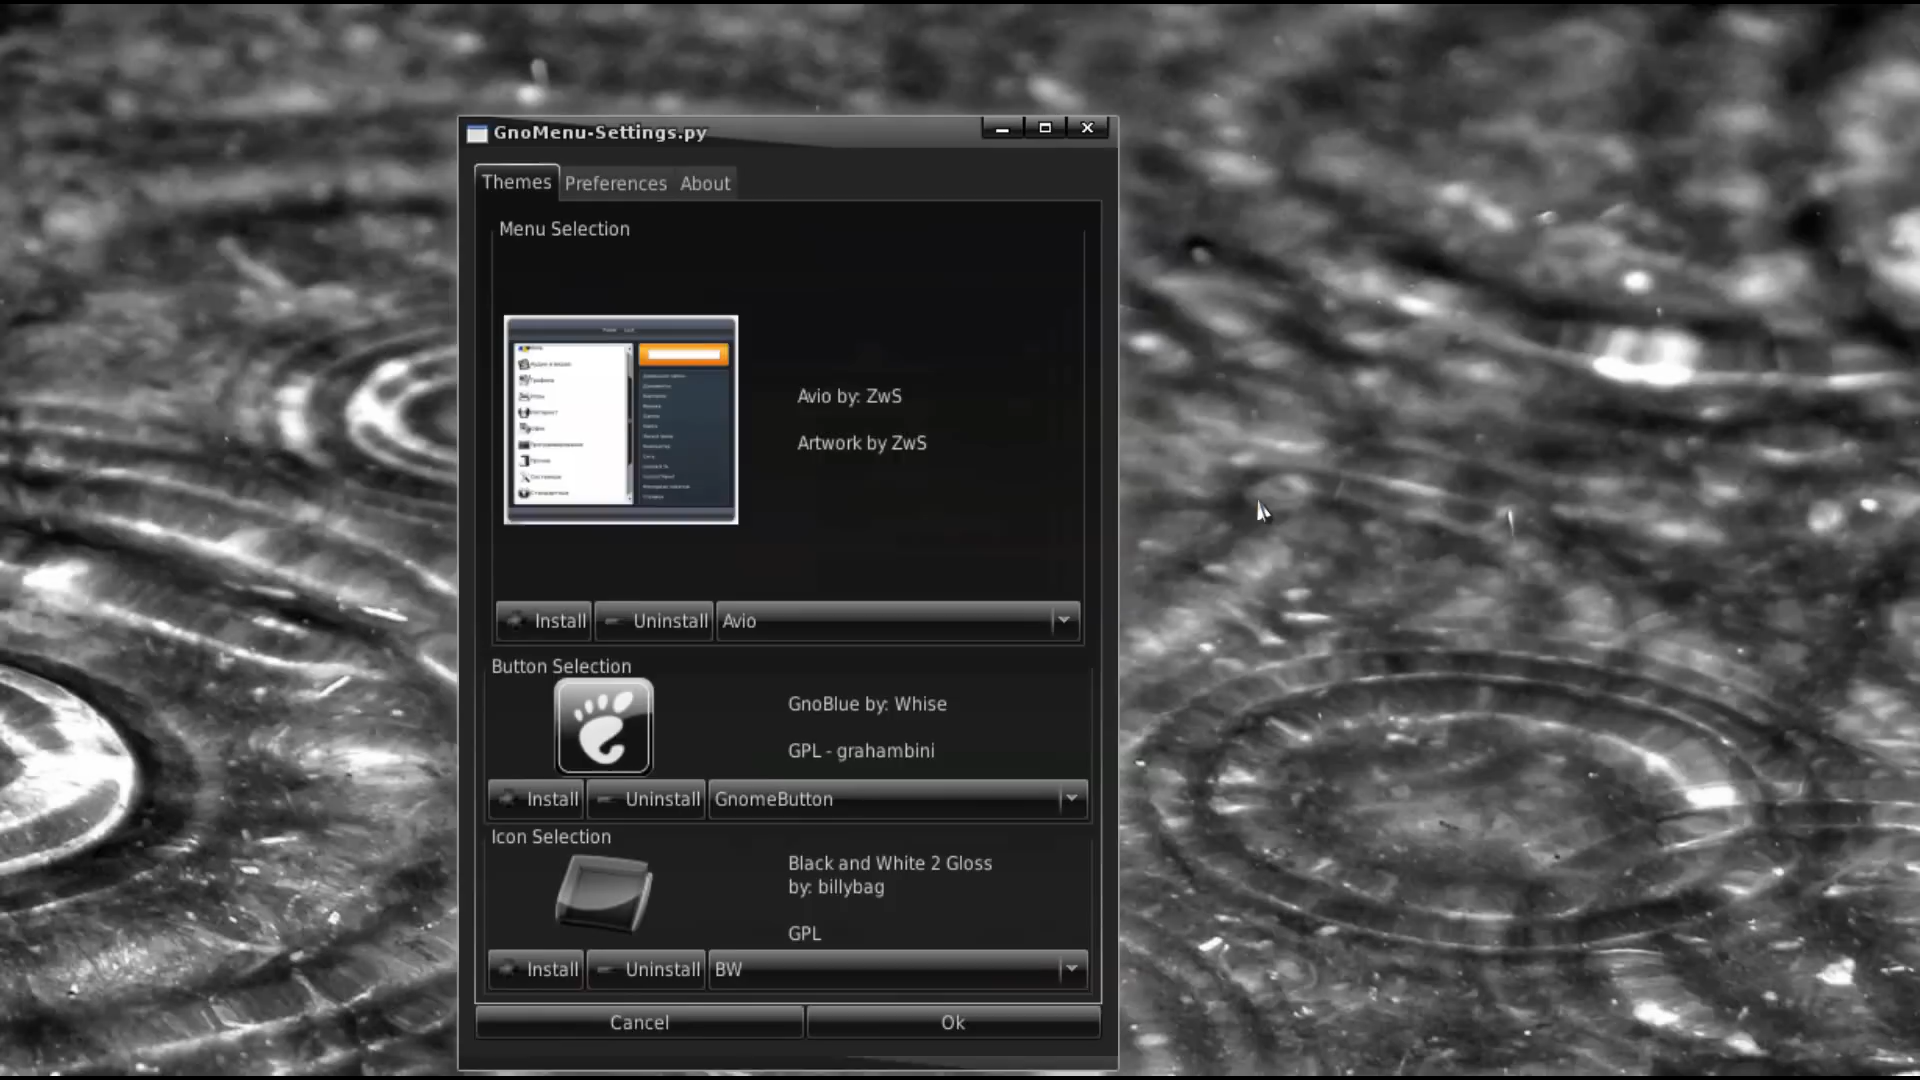 GnoMenu-Settings.py
Themes Preferences About
Menu Selection
Avio by: ZwS
Artwork by ZwS
Install Uninstall Avio
Button Selection
GnoBlue by: Whise
GPL - grahambini
Install Uninstall GnomeButton
Icon Selection
Black and White 2 Gloss
by: billybag
GPL
Install Uninstall BW
Cancel Ok